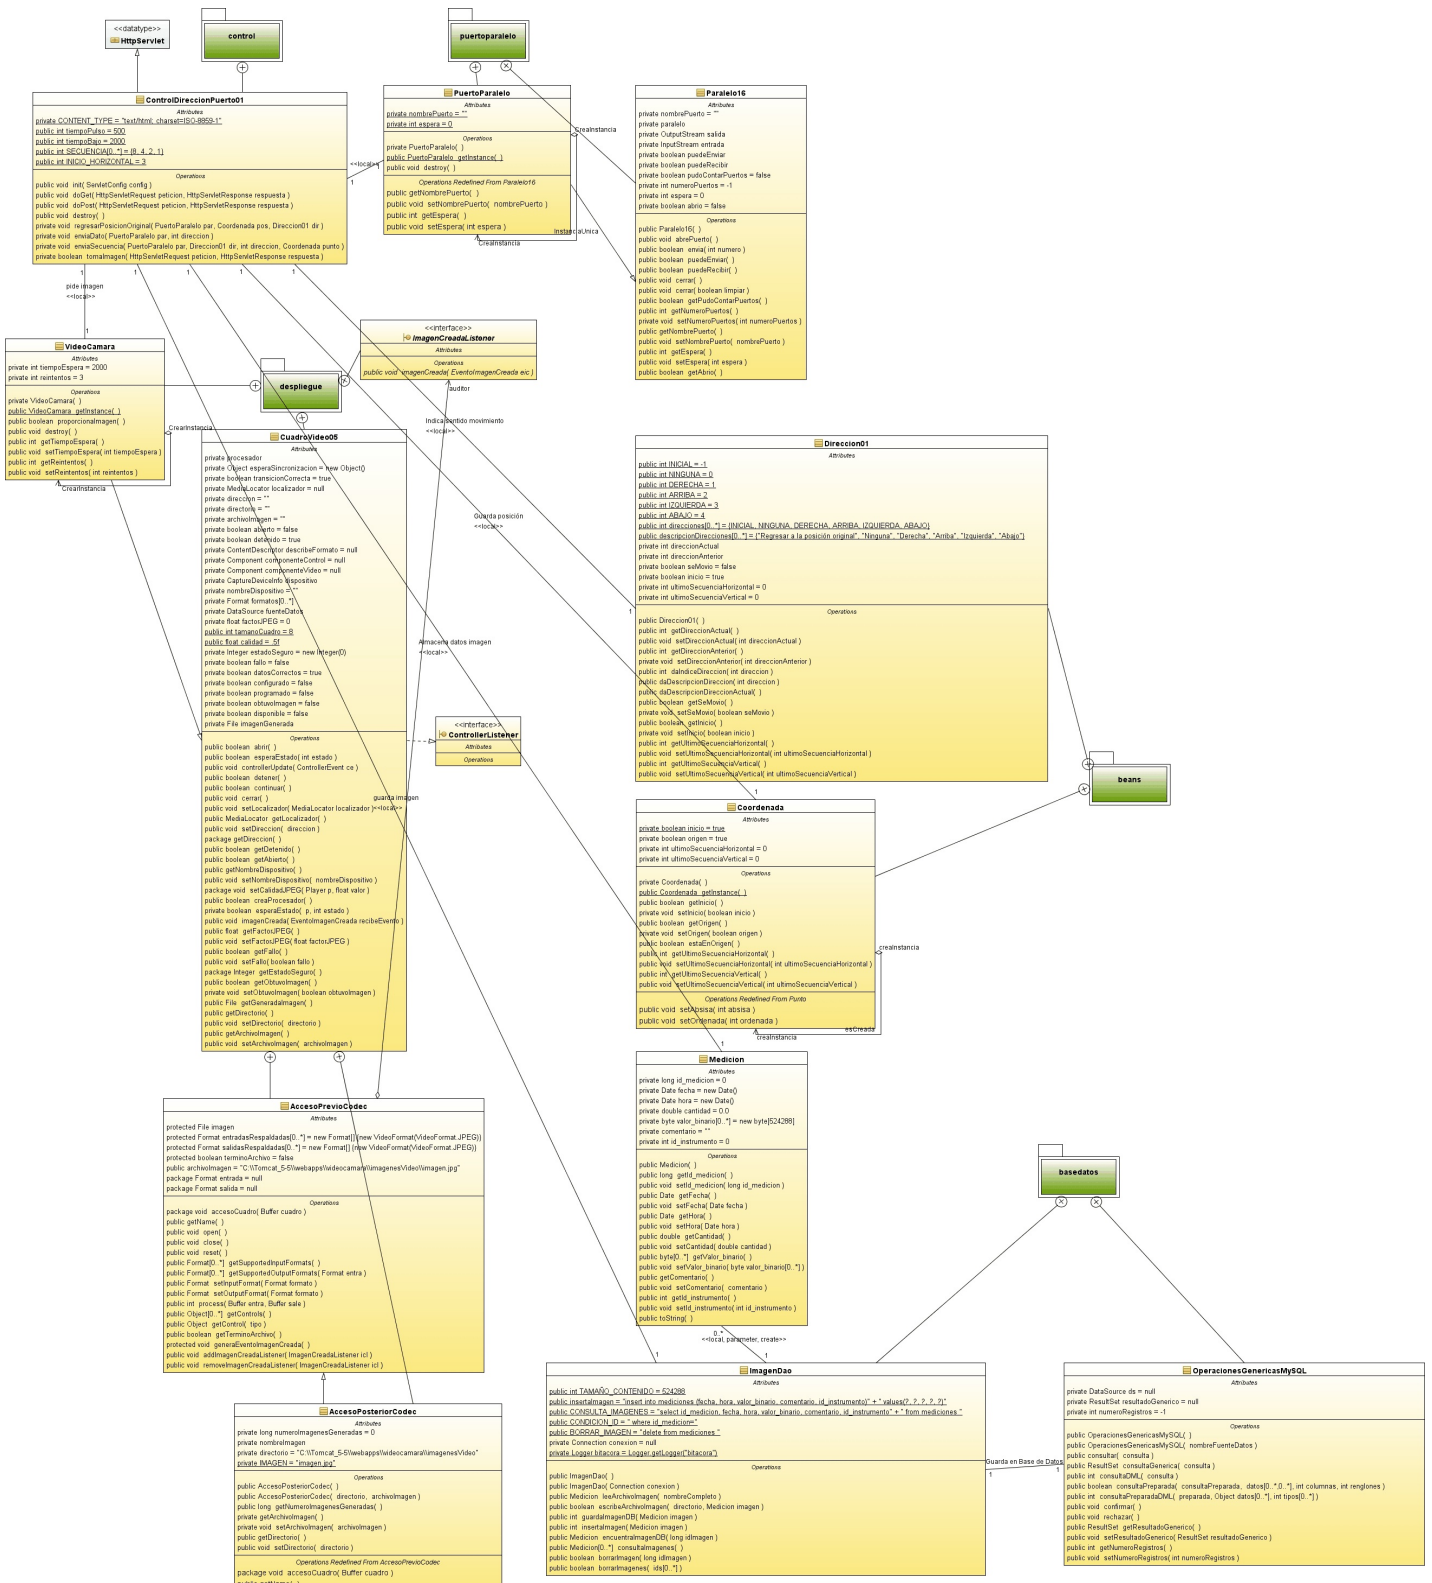 <<datatype>>
HttpServlet
control
puertoparalelo
ControlDireccionPuerto01
Attributes
private CONTENT_TYPE = "text/html; charset=ISO-8859-1"
public int tiempoPulso = 500
public int tiempoBajo = 2000
public int SECUENCIA[0..*] = {8, 4, 2, 1}
public int INICIO_HORIZONTAL = 3
Operations
public void init( ServletConfig config )
public void doGet( HttpServletRequest peticion, HttpServletResponse respuesta )
public void doPost( HttpServletRequest peticion, HttpServletResponse respuesta )
public void destroy( )
private void regresarPosicionOriginal( PuertoParalelo par, Coordenada pos, Direccion01 dir )
private void enviaDato( PuertoParalelo par, int direccion )
private void enviaSecuencia( PuertoParalelo par, Direccion01 dir, int direccion, Coordenada punto )
private boolean tomaImagen( HttpServletRequest peticion, HttpServletResponse respuesta )
<<local>>
1
1
PuertoParalelo
Attributes
private nombrePuerto = ""
private int espera = 0
Operations
private PuertoParalelo( )
public PuertoParalelo getInstance( )
public void destroy( )
Operations Redefined From Paralelo16
public getNombrePuerto( )
public void setNombrePuerto( nombrePuerto )
public int getEspera( )
public void setEspera( int espera )
CreaInstancia
InstanciaUnica
CreaInstancia
Paralelo16
Attributes
private nombrePuerto = ""
private paralelo
private OutputStream salida
private InputStream entrada
private boolean puedeEnviar
private boolean puedeRecibir
private boolean pudoContarPuertos = false
private int numeroPuertos = -1
private int espera = 0
private boolean abrio = false
Operations
public Paralelo16( )
public void abrePuerto( )
public boolean envia( int numero )
public boolean puedeEnviar( )
public boolean puedeRecibir( )
public void cerrar( )
public void cerrar( boolean limpiar )
public boolean getPudoContarPuertos( )
public int getNumeroPuertos( )
private void setNumeroPuertos( int numeroPuertos )
public getNombrePuerto( )
public void setNombrePuerto( nombrePuerto )
public int getEspera( )
public void setEspera( int espera )
public boolean getAbrio( )
1
1
1
1
1
pide imagen
<<local>>
1
VideoCamara
Attributes
private int tiempoEspera = 2000
private int reintentos = 3
Operations
private VideoCamara( )
public VideoCamara getInstance( )
public boolean proporcionaImagen( )
public void destroy( )
public int getTiempoEspera( )
public void setTiempoEspera( int tiempoEspera )
public int getReintentos( )
public void setReintentos( int reintentos )
CrearInstancia
CrearInstancia
<<interface>>
ImagenCreadaListener
Attributes
Operations
public void imagenCreada( EventoImagenCreada eic )
auditor
despliegue
Indica sentido movimiento
<<local>>
CuadroVideo05
Attributes
private procesador
private Object esperaSincronizacion = new Object()
private boolean transicionCorrecta = true
private MediaLocator localizador = null
private direccion = ""
private directorio = ""
private archivoImagen = ""
private boolean abierto = false
private boolean detenido = true
private ContentDescriptor describeFormato = null
private Component componenteControl = null
private Component componenteVideo = null
private CaptureDeviceInfo dispositivo
private nombreDispositivo = ""
private Format formatos[0..*]
private DataSource fuenteDatos
private float factorJPEG = 0
public int tamanoCuadro = 8
public float calidad = .5f
private Integer estadoSeguro = new Integer(0)
private boolean fallo = false
private boolean datosCorrectos = true
private boolean configurado = false
private boolean programado = false
private boolean obtuvoImagen = false
private boolean disponible = false
private File imagenGenerada
Operations
public boolean abrir( )
public boolean esperaEstado( int estado )
public void controllerUpdate( ControllerEvent ce )
public boolean detener( )
public boolean continuar( )
public void cerrar( )
public void setLocalizador( MediaLocator localizador )
public MediaLocator getLocalizador( )
public void setDireccion( direccion )
package getDireccion( )
public boolean getDetenido( )
public boolean getAbierto( )
public getNombreDispositivo( )
public void setNombreDispositivo( nombreDispositivo )
package void setCalidadJPEG( Player p, float valor )
public boolean creaProcesador( )
private boolean esperaEstado( p, int estado )
public void imagenCreada( EventoImagenCreada recibeEvento )
public float getFactorJPEG( )
public void setFactorJPEG( float factorJPEG )
public boolean getFallo( )
public void setFallo( boolean fallo )
package Integer getEstadoSeguro( )
public boolean getObtuvoImagen( )
private void setObtuvoImagen( boolean obtuvoImagen )
public File getGeneradaImagen( )
public getDirectorio( )
public void setDirectorio( directorio )
public getArchivoImagen( )
public void setArchivoImagen( archivoImagen )
Guarda posición
<<local>>
Almacena datos imagen
<<local>>
<<interface>>
ControllerListener
Attributes
Operations
guarda imagen
<<local>>
Direccion01
Attributes
public int INICIAL = -1
public int NINGUNA = 0
public int DERECHA = 1
public int ARRIBA = 2
public int IZQUIERDA = 3
public int ABAJO = 4
public int direcciones[0..*] = {INICIAL, NINGUNA, DERECHA, ARRIBA, IZQUIERDA, ABAJO}
public descripcionDirecciones[0..*] = {"Regresar a la posición original", "Ninguna", "Derecha", "Arriba", "Izquierda", "Abajo"}
private int direccionActual
private int direccionAnterior
private boolean seMovio = false
private boolean inicio = true
private int ultimoSecuenciaHorizontal = 0
private int ultimoSecuenciaVertical = 0
Operations
public Direccion01( )
public int getDireccionActual( )
public void setDireccionActual( int direccionActual )
public int getDireccionAnterior( )
private void setDireccionAnterior( int direccionAnterior )
public int daIndiceDireccion( int direccion )
public daDescripcionDireccion( int direccion )
public daDescripcionDireccionActual( )
public boolean getSeMovio( )
private void setSeMovio( boolean seMovio )
public boolean getInicio( )
private void setInicio( boolean inicio )
public int getUltimoSecuenciaHorizontal( )
public void setUltimoSecuenciaHorizontal( int ultimoSecuenciaHorizontal )
public int getUltimoSecuenciaVertical( )
public void setUltimoSecuenciaVertical( int ultimoSecuenciaVertical )
1
beans
1
Coordenada
Attributes
private boolean inicio = true
private boolean origen = true
private int ultimoSecuenciaHorizontal = 0
private int ultimoSecuenciaVertical = 0
Operations
private Coordenada( )
public Coordenada getInstance( )
public boolean getInicio( )
private void setInicio( boolean inicio )
public boolean getOrigen( )
private void setOrigen( boolean origen )
public boolean estaEnOrigen( )
public int getUltimoSecuenciaHorizontal( )
public void setUltimoSecuenciaHorizontal( int ultimoSecuenciaHorizontal )
public int getUltimoSecuenciaVertical( )
public void setUltimoSecuenciaVertical( int ultimoSecuenciaVertical )
Operations Redefined From Punto
public void setAbsisa( int absisa )
public void setOrdenada( int ordenada )
creaInstancia
esCreada
creaInstancia
1
Medicion
Attributes
private long id_medicion = 0
private Date fecha = new Date()
private Date hora = new Date()
private double cantidad = 0.0
private byte valor_binario[0..*] = new byte[524288]
private comentario = ""
private int id_instrumento = 0
Operations
public Medicion( )
public long getId_medicion( )
public void setId_medicion( long id_medicion )
public Date getFecha( )
public void setFecha( Date fecha )
public Date getHora( )
public void setHora( Date hora )
public double getCantidad( )
public void setCantidad( double cantidad )
public byte[0..*] getValor_binario( )
public void setValor_binario( byte valor_binario[0..*] )
public getComentario( )
public void setComentario( comentario )
public int getId_instrumento( )
public void setId_instrumento( int id_instrumento )
public toString( )
0..*
<<local, parameter, create>>
1
1
AccesoPrevioCodec
Attributes
protected File imagen
protected Format entradasRespaldadas[0..*] = new Format[] {new VideoFormat(VideoFormat.JPEG)}
protected Format salidasRespaldadas[0..*] = new Format[] {new VideoFormat(VideoFormat.JPEG)}
protected boolean terminoArchivo = false
public archivoImagen = "C:\\Tomcat_5-5\\webapps\\videocamara\\imagenesVideo\\imagen.jpg"
package Format entrada = null
package Format salida = null
Operations
package void accesoCuadro( Buffer cuadro )
public getName( )
public void open( )
public void close( )
public void reset( )
public Format[0..*] getSupportedInputFormats( )
public Format[0..*] getSupportedOutputFormats( Format entra )
public Format setInputFormat( Format formato )
public Format setOutputFormat( Format formato )
public int process( Buffer entra, Buffer sale )
public Object[0..*] getControls( )
public Object getControl( tipo )
public boolean getTerminoArchivo( )
protected void generaEventoImagenCreada( )
public void addImagenCreadaListener( ImagenCreadaListener icl )
public void removeImagenCreadaListener( ImagenCreadaListener icl )
AccesoPosteriorCodec
Attributes
private long numeroImagenesGeneradas = 0
private nombreImagen
private directorio = "C:\\Tomcat_5-5\\webapps\\videocamara\\imagenesVideo"
private IMAGEN = "imagen.jpg"
Operations
public AccesoPosteriorCodec( )
public AccesoPosteriorCodec( directorio, archivoImagen )
public long getNumeroImagenesGeneradas( )
private getArchivoImagen( )
private void setArchivoImagen( archivoImagen )
public getDirectorio( )
public void setDirectorio( directorio )
Operations Redefined From AccesoPrevioCodec
package void accesoCuadro( Buffer cuadro )
basedatos
ImagenDao
Attributes
public int TAMAÑO_CONTENIDO = 524288
public insertaImagen = "insert into mediciones (fecha, hora, valor_binario, comentario, id_instrumento)" + " values(?, ?, ?, ?, ?)"
public CONSULTA_IMAGENES = "select id_medicion, fecha, hora, valor_binario, comentario, id_instrumento" + " from mediciones "
public CONDICION_ID = " where id_medicion="
public BORRAR_IMAGEN = "delete from mediciones "
private Connection conexion = null
private Logger bitacora = Logger.getLogger("bitacora")
Operations
public ImagenDao( )
public ImagenDao( Connection conexion )
public Medicion leeArchivoImagen( nombreCompleto )
public boolean escribeArchivoImagen( directorio, Medicion imagen )
public int guardaImagenDB( Medicion imagen )
public int insertaImagen( Medicion imagen )
public Medicion encuentraImagenDB( long idImagen )
public Medicion[0..*] consultaImagenes( )
public boolean borrarImagen( long idImagen )
public boolean borrarImagenes( ids[0..*] )
Guarda en Base de Datos
1
1
OperacionesGenericasMySQL
Attributes
private DataSource ds = null
private ResultSet resultadoGenerico = null
private int numeroRegistros = -1
Operations
public OperacionesGenericasMySQL( )
public OperacionesGenericasMySQL( nombreFuenteDatos )
public consultar( consulta )
public ResultSet consultaGenerica( consulta )
public int consultaDML( consulta )
public boolean consultaPreparada( consultaPreparada, datos[0..*,0..*], int columnas, int renglones )
public int consultaPreparadaDML( preparada, Object datos[0..*], int tipos[0..*] )
public void confirmar( )
public void rechazar( )
public ResultSet getResultadoGenerico( )
public void setResultadoGenerico( ResultSet resultadoGenerico )
public int getNumeroRegistros( )
public void setNumeroRegistros( int numeroRegistros )